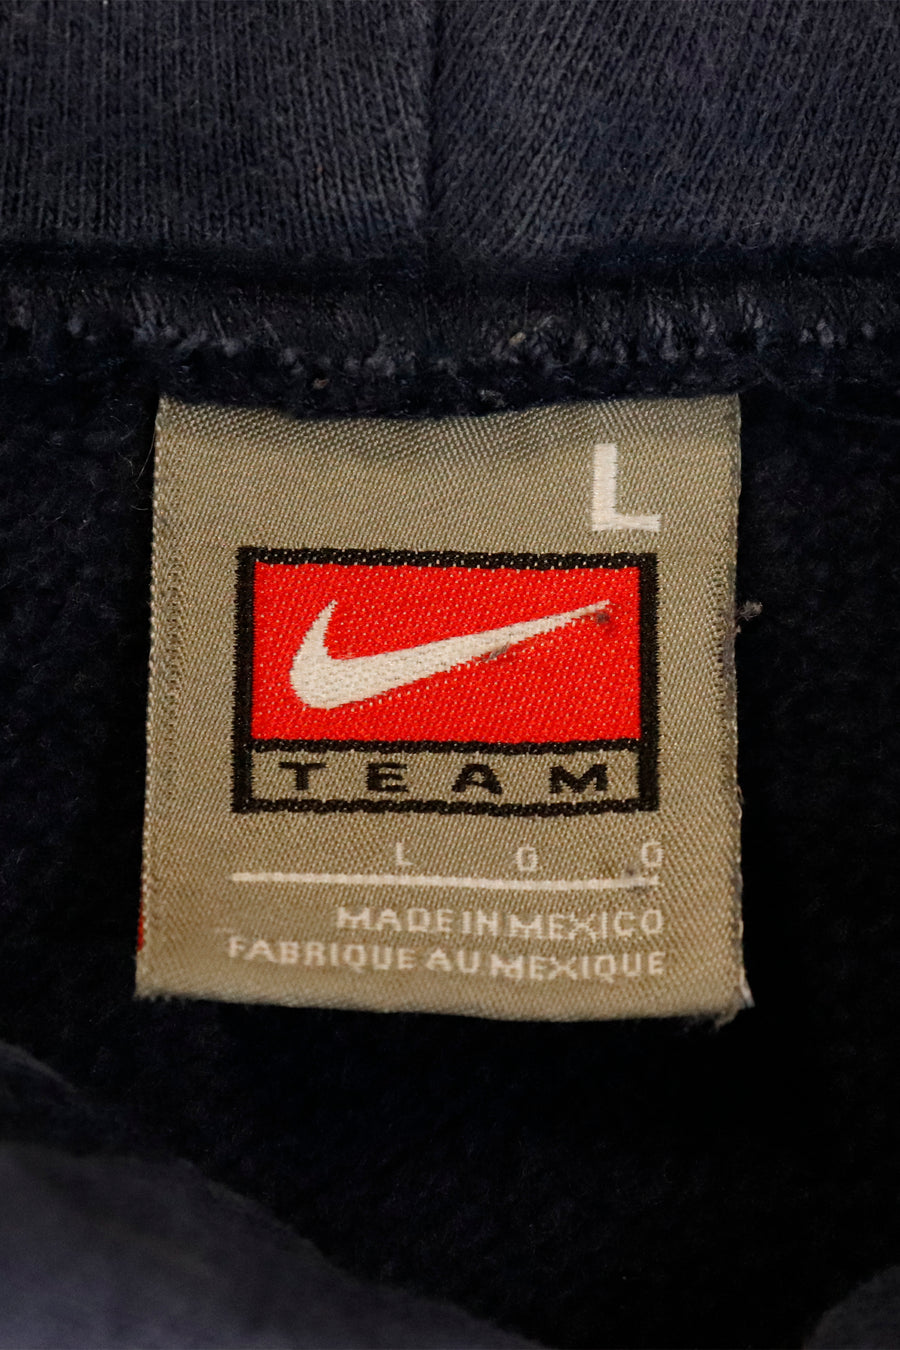 L
TEAM
L G G
MADE IN MEXICO
FABRIQUE AU MEXIQUE